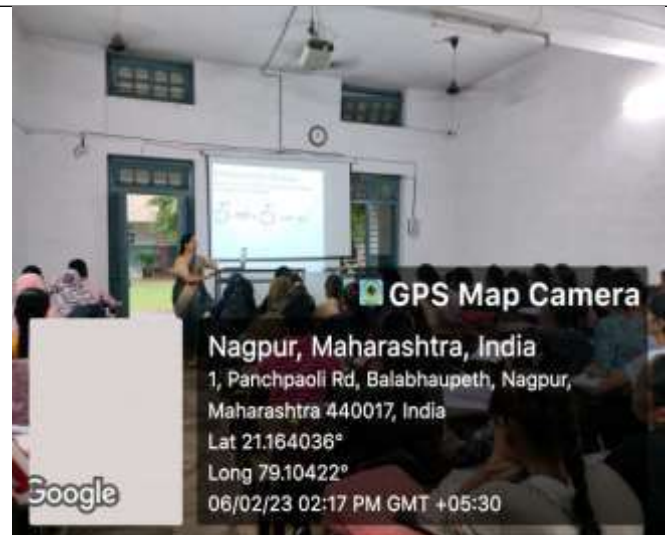 GPS Map Camera
Nagpur, Maharashtra, India
1, Panchpaoli Rd, Balabhaupeth, Nagpur,
Maharashtra 440017, India
Lat 21.164036°
Long 79.10422°
06/02/23 02:17 PM GMT +05:30
Google